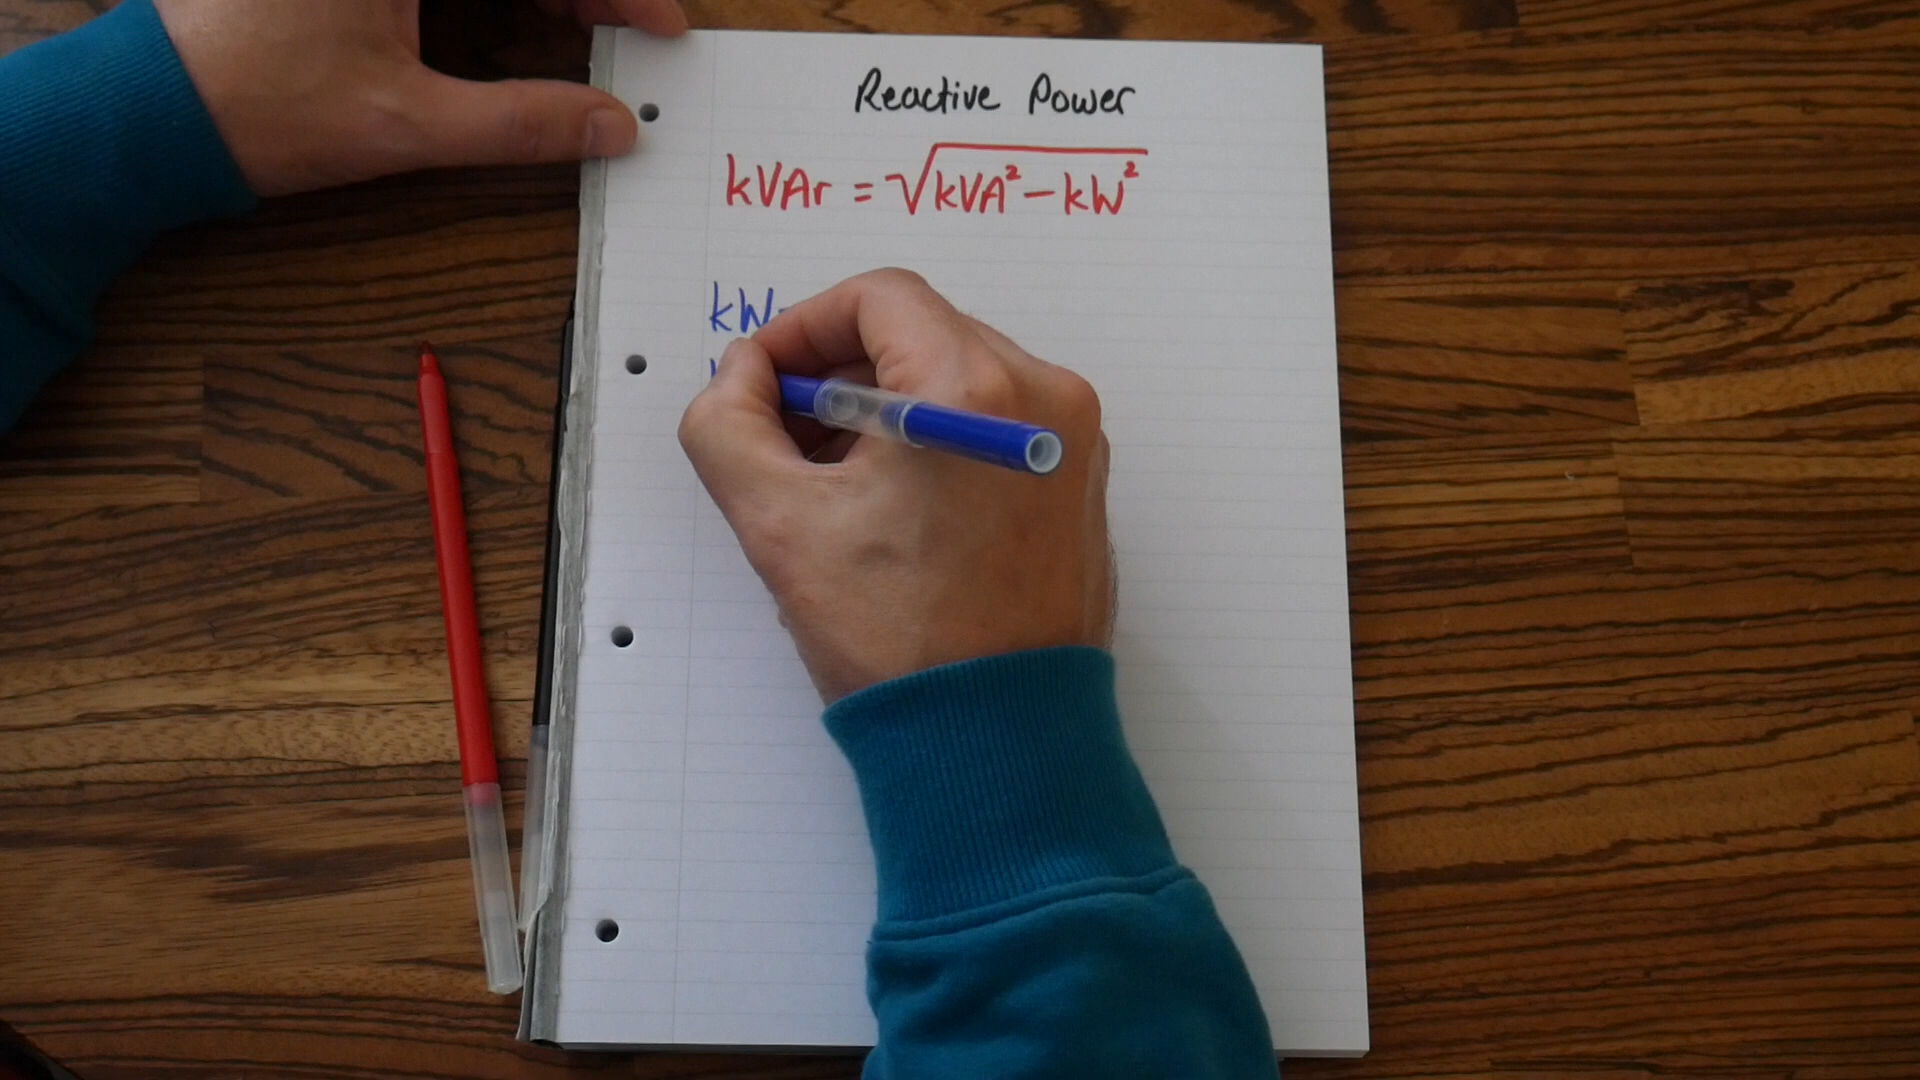 Reactive Power
kVAr = √kVA² - kW²
kW=